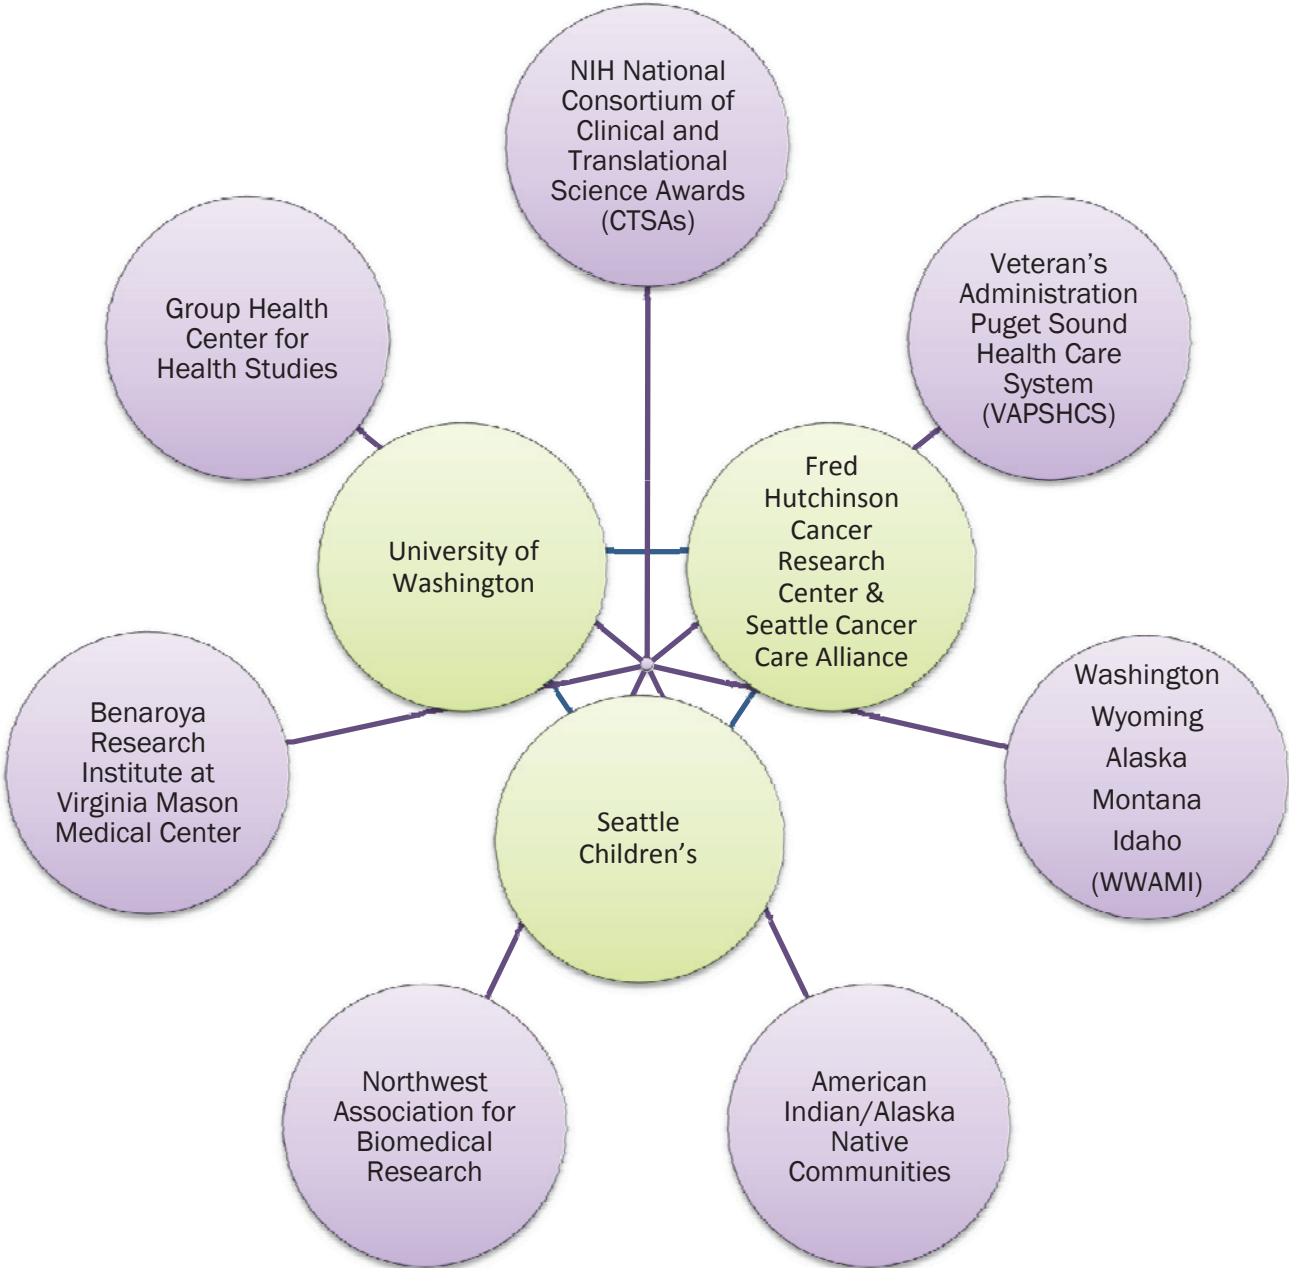 NIH National
Consortium of
Clinical and
Translational
Science Awards
(CTSAs)
Group Health
Center for
Health Studies
Veteran’s
Administration
Puget Sound
Health Care
System
(VAPSHCS)
University of
Washington
Fred
Hutchinson
Cancer
Research
Center &
Seattle Cancer
Care Alliance
Benaroya
Research
Institute at
Virginia Mason
Medical Center
Washington
Wyoming
Alaska
Montana
Idaho
(WWAMI)
Seattle
Children’s
Northwest
Association for
Biomedical
Research
American
Indian/Alaska
Native
Communities